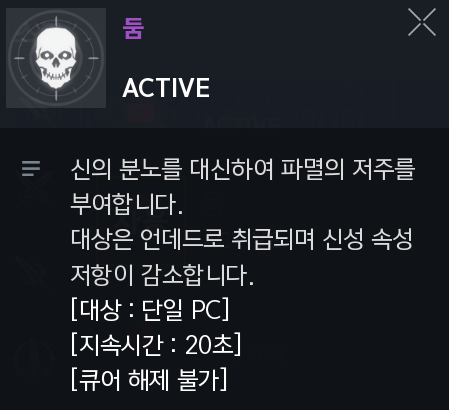 둠
ACTIVE
신의 분노를 대신하여 파멸의 저주를
부여합니다.
대상은 언데드로 취급되며 신성 속성
저항이 감소합니다.
[대상 : 단일 PC]
[지속시간 : 20초]
[큐어 해제 불가]